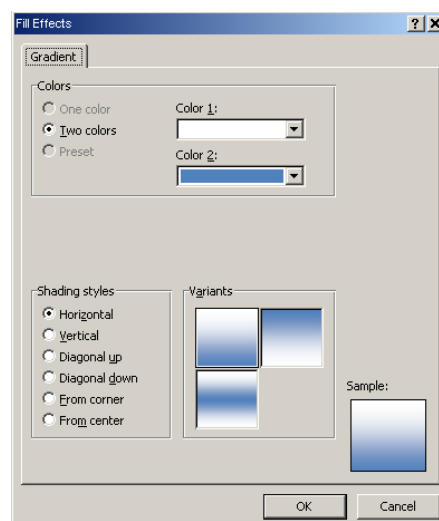 Fill Effects
Gradient
Colors
One color
Two colors
Preset
Color 1:
Color 2:
Shading styles
Horizontal
Vertical
Diagonal up
Diagonal down
From corner
From center
Variants
Sample:
OK
Cancel